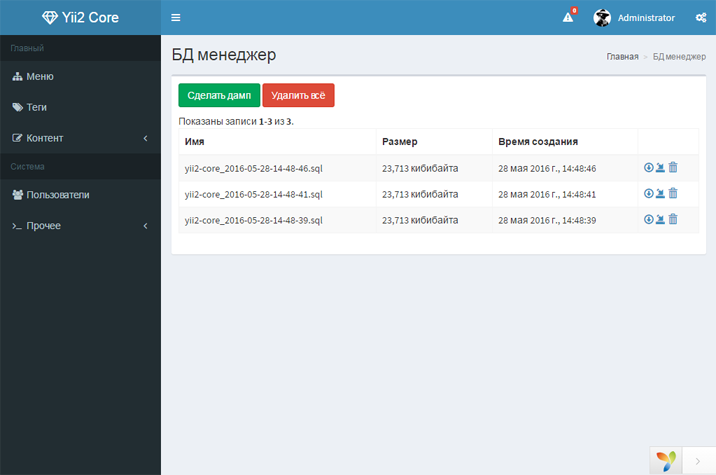 Yii2 Core
8
Administrator
Главный
Меню
Теги
Контент
Система
Пользователи
Прочее
БД менеджер
Главная > БД менеджер
Сделать дамп Удалить всё
Показаны записи 1-3 из 3.
Имя Размер Время создания
yii2-core_2016-05-28-14-48-46.sql 23,713 кибибайта 28 мая 2016 г., 14:48:46
yii2-core_2016-05-28-14-48-41.sql 23,713 кибибайта 28 мая 2016 г., 14:48:41
yii2-core_2016-05-28-14-48-39.sql 23,713 кибибайта 28 мая 2016 г., 14:48:39